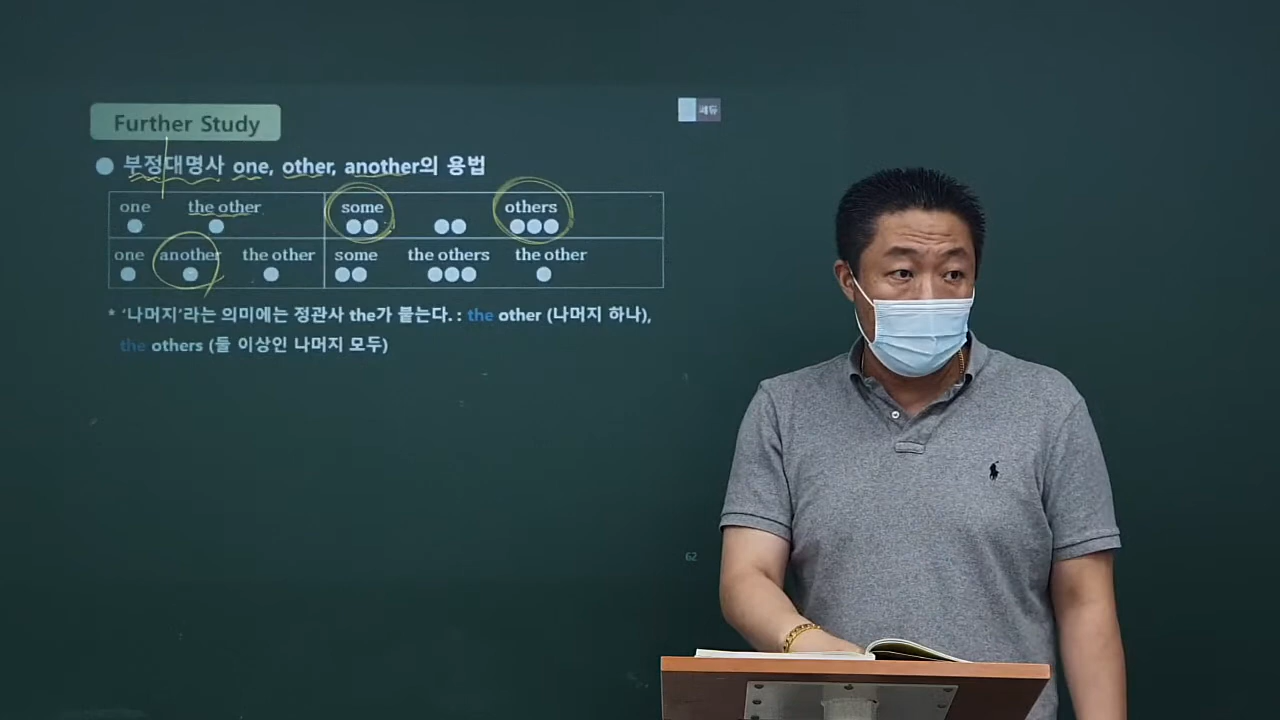 Further Study
쎄듀
부정대명사 one, other, another의 용법
one the other some others
one another the other some the others the other
* '나머지'라는 의미에는 정관사 the가 붙는다. : the other (나머지 하나),
the others (둘 이상인 나머지 모두)
62